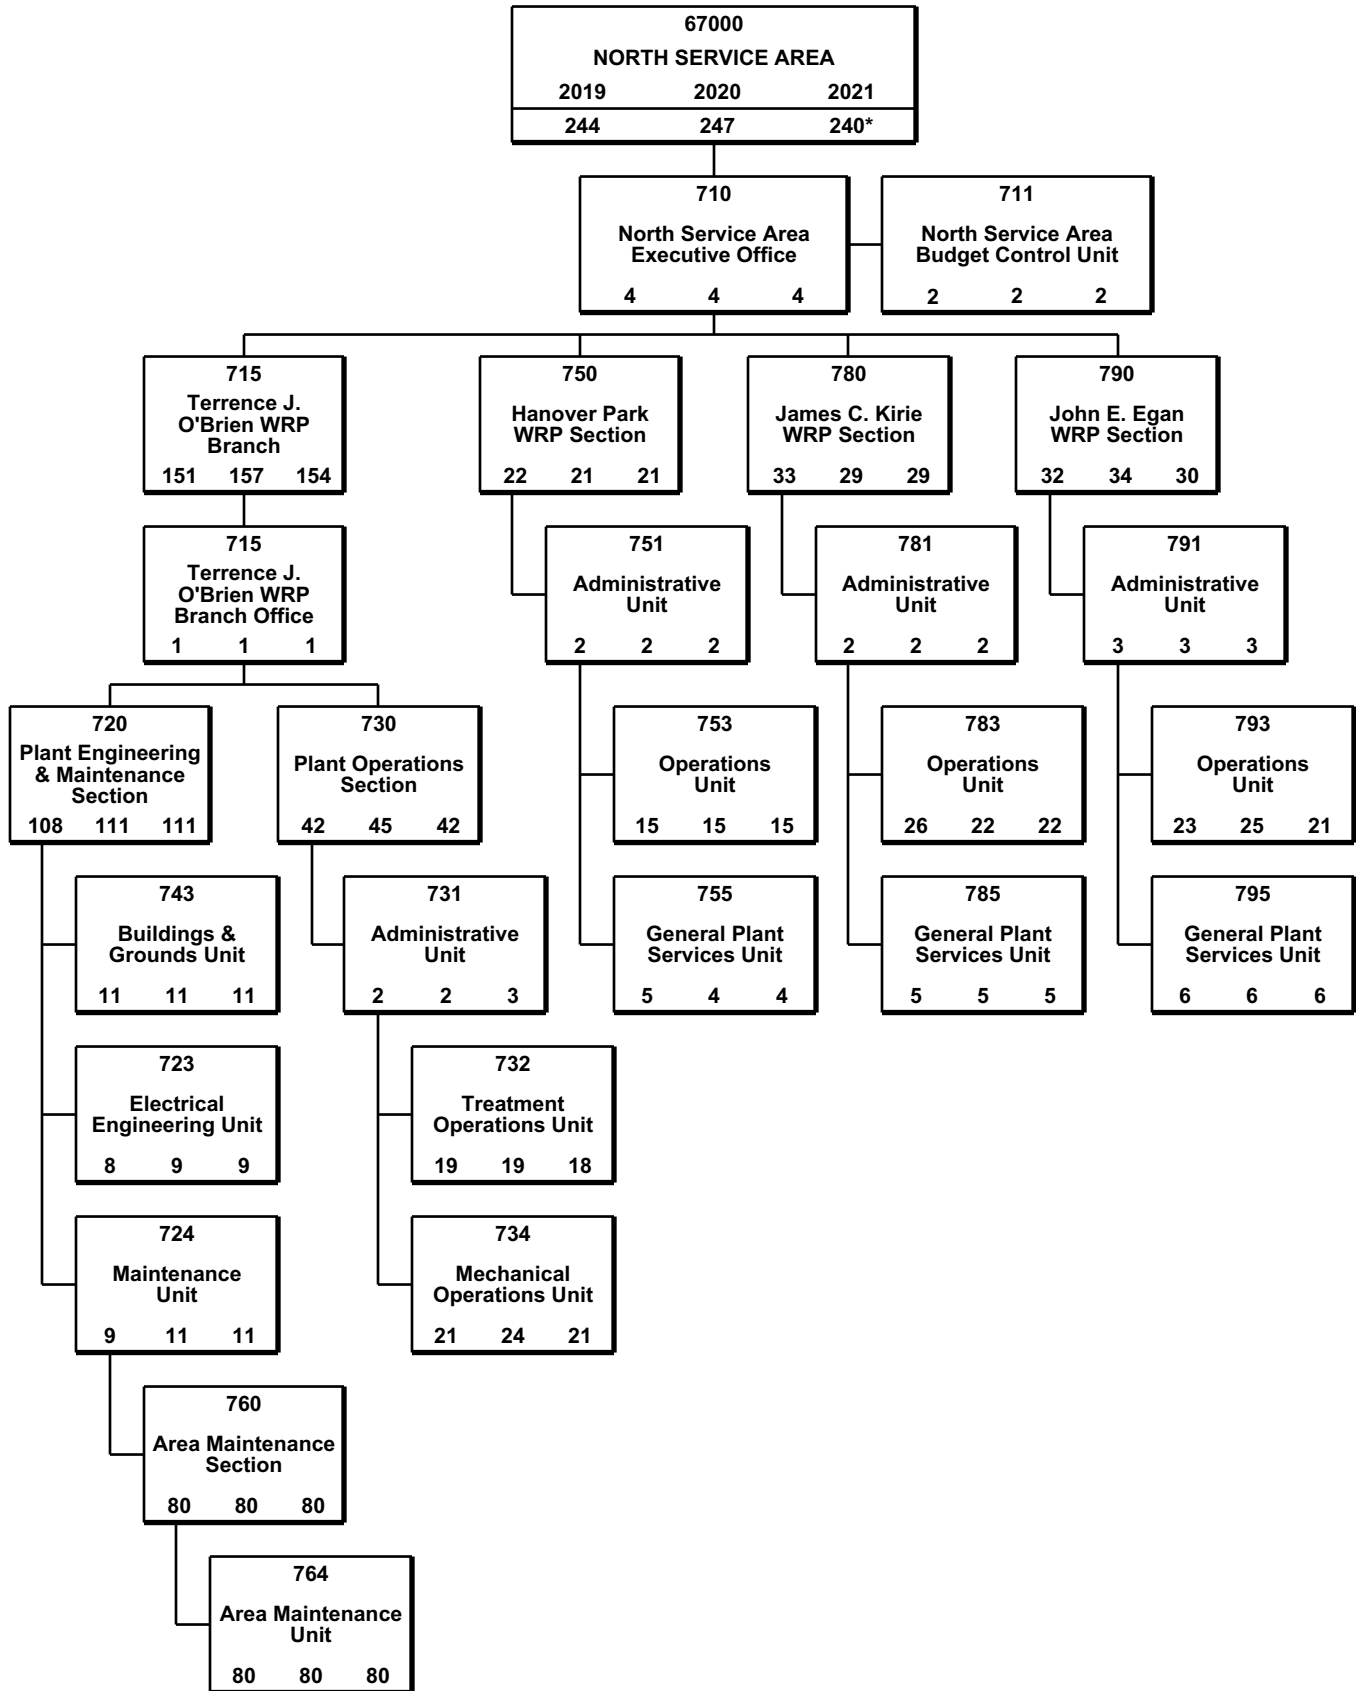 67000
NORTH SERVICE AREA
2019 2020 2021
244 247 240*
710
North Service Area
Executive Office
4 4 4
711
North Service Area
Budget Control Unit
2 2 2
715
Terrence J.
O'Brien WRP
Branch
151 157 154
750
Hanover Park
WRP Section
22 21 21
780
James C. Kirie
WRP Section
33 29 29
790
John E. Egan
WRP Section
32 34 30
715
Terrence J.
O'Brien WRP
Branch Office
1 1 1
751
Administrative
Unit
2 2 2
781
Administrative
Unit
2 2 2
791
Administrative
Unit
3 3 3
720
Plant Engineering
& Maintenance
Section
108 111 111
730
Plant Operations
Section
42 45 42
753
Operations
Unit
15 15 15
783
Operations
Unit
26 22 22
793
Operations
Unit
23 25 21
743
Buildings &
Grounds Unit
11 11 11
731
Administrative
Unit
2 2 3
755
General Plant
Services Unit
5 4 4
785
General Plant
Services Unit
5 5 5
795
General Plant
Services Unit
6 6 6
723
Electrical
Engineering Unit
8 9 9
732
Treatment
Operations Unit
19 19 18
724
Maintenance
Unit
9 11 11
734
Mechanical
Operations Unit
21 24 21
760
Area Maintenance
Section
80 80 80
764
Area Maintenance
Unit
80 80 80